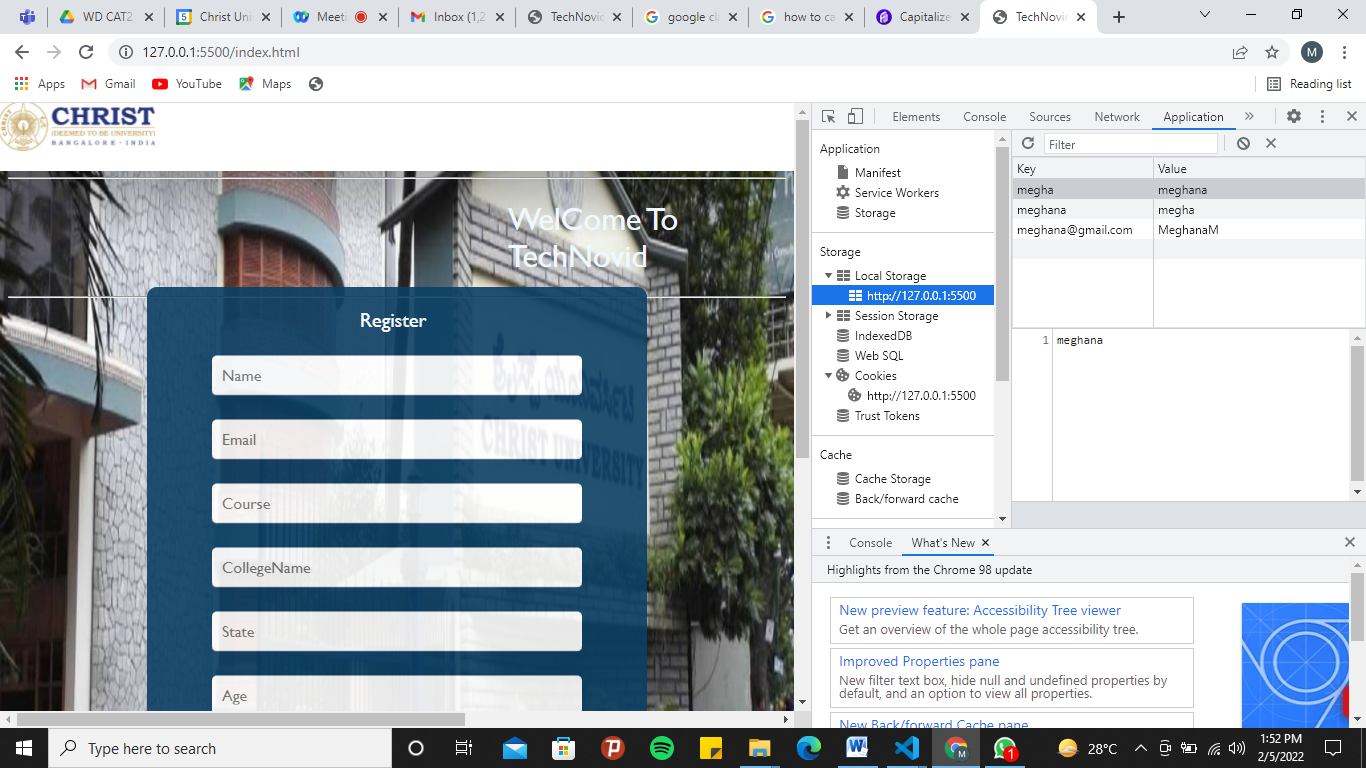 WD CAT2
Christ Uni
Meeti
Inbox (1,2
TechNovid
google cla
how to ca
Capitalize
TechNovid
127.0.0.1:5500/index.html
M
Apps
Gmail
YouTube
Maps
Reading list
CHRIST
(DEEMED TO BE UNIVERSITY)
BANGALORE · INDIA
WelCome To
TechNovid
Register
Name
Email
Course
CollegeName
State
Age
CHRIST UNIVERSITY
Elements
Console
Sources
Network
Application
Application
Manifest
Service Workers
Storage
Storage
Local Storage
http://127.0.0.1:5500
Session Storage
IndexedDB
Web SQL
Cookies
http://127.0.0.1:5500
Trust Tokens
Cache
Cache Storage
Back/forward cache
Filter
Key Value
megha meghana
meghana megha
meghana@gmail.com MeghanaM
1 meghana
Console
What's New
Highlights from the Chrome 98 update
New preview feature: Accessibility Tree viewer
Get an overview of the whole page accessibility tree.
Improved Properties pane
New filter text box, hide null and undefined properties by
default, and an option to view all properties.
New Back/forward Cache pane
Type here to search
M
1
28°C
1:52 PM
2/5/2022